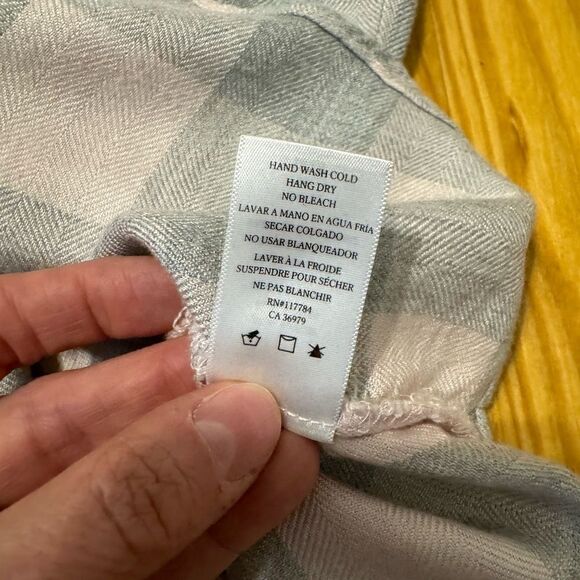 HAND WASH COLD
HANG DRY
NO BLEACH
LAVAR A MANO EN AGUA FRÍA
SECAR COLGADO
NO USAR BLANQUEADOR
LAVER À LA FROIDE
SUSPENDRE POUR SÉCHER
NE PAS BLANCHIR
RN#117784
CA 36979